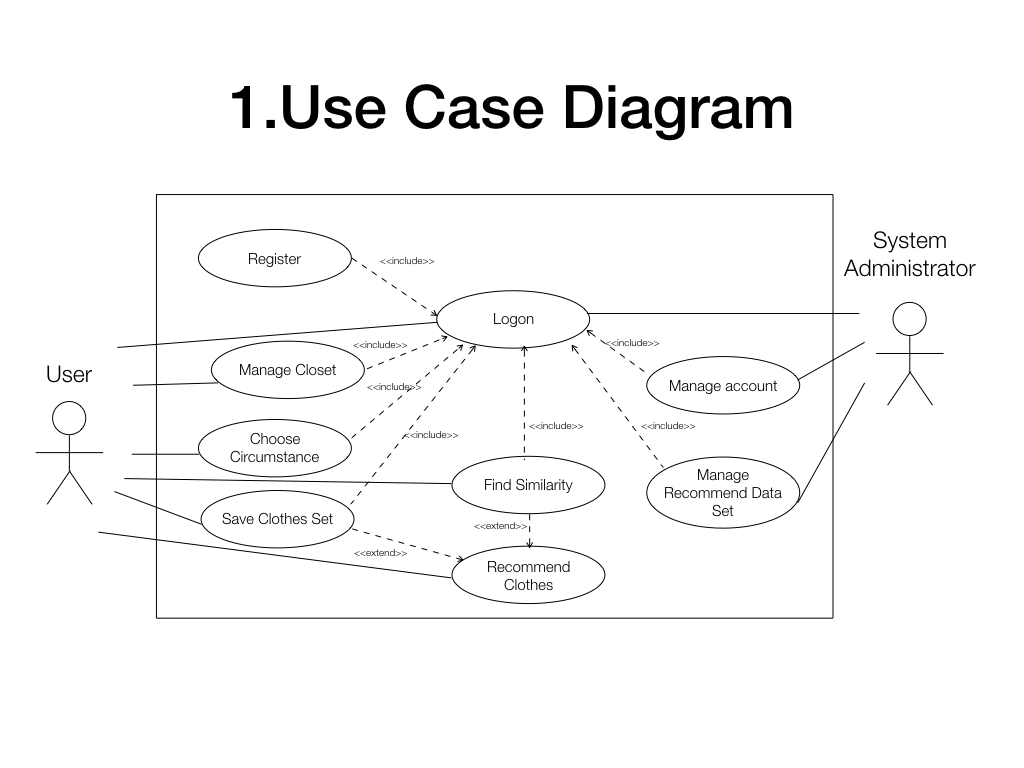 1.Use Case Diagram
System
Administrator
Register
<<include>>
Logon
<<include>>
<<include>>
Manage Closet
User
<<include>>
Manage account
<<include>>
<<include>>
<<include>>
Choose
Circumstance
Find Similarity
Manage
Recommend Data
Set
Save Clothes Set
<<extend>>
<<extend>>
Recommend
Clothes